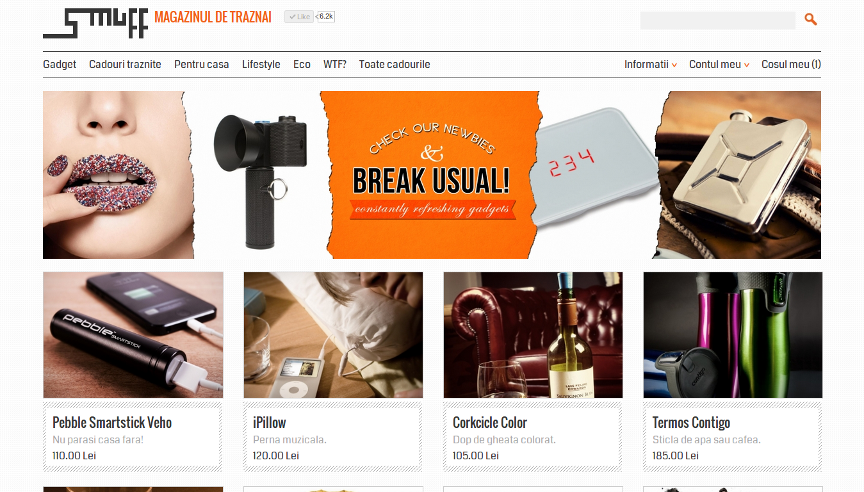 SMUFF
MAGAZINUL DE TRAZNAI
Like
6.2k
Gadget Cadouri traznite Pentru casa Lifestyle Eco WTF? Toate cadourile
Informatii Contul meu Cosul meu (1)
CHECK OUR NEWBIES
&
BREAK USUAL!
constantly refreshing gadgets
234
pebble
SMARTSTICK
SAUVIGNON
Pebble Smartstick Veho
Nu parasi casa fara!
110.00 Lei
iPillow
Perna muzicala.
120.00 Lei
Corkcicle Color
Dop de gheata colorat.
105.00 Lei
Termos Contigo
Sticla de apa sau cafea.
185.00 Lei